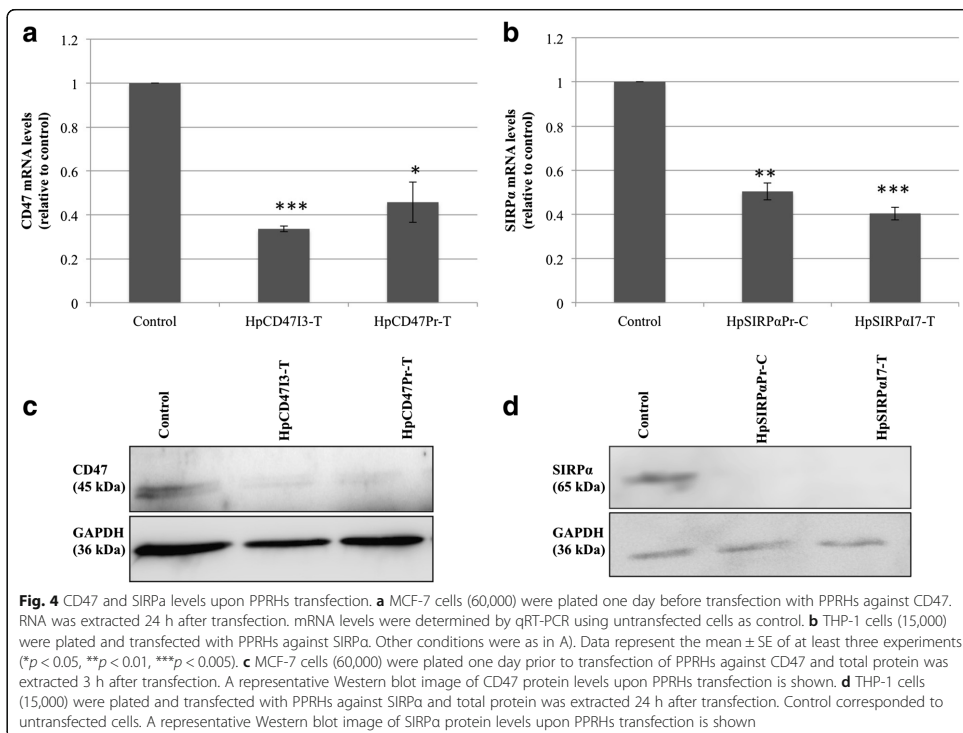 a
1.2
1
0.8
0.6
0.4
0.2
0
CD47 mRNA levels
(relative to control)
***
*
Control
HpCD47I3-T
HpCD47Pr-T
b
1.2
1
0.8
0.6
0.4
0.2
0
SIRPα mRNA levels
(relative to control)
**
***
Control
HpSIRPαPr-C
HpSIRPαI7-T
c
Control
HpCD47I3-T
HpCD47Pr-T
CD47
(45 kDa)
GAPDH
(36 kDa)
d
Control
HpSIRPαPr-C
HpSIRPαI7-T
SIRPα
(65 kDa)
GAPDH
(36 kDa)
Fig. 4 CD47 and SIRPa levels upon PPRHs transfection. a MCF-7 cells (60,000) were plated one day before transfection with PPRHs against CD47.
RNA was extracted 24 h after transfection. mRNA levels were determined by qRT-PCR using untransfected cells as control. b THP-1 cells (15,000)
were plated and transfected with PPRHs against SIRPα. Other conditions were as in A). Data represent the mean ± SE of at least three experiments
(*p < 0.05, **p < 0.01, ***p < 0.005). c MCF-7 cells (60,000) were plated one day prior to transfection of PPRHs against CD47 and total protein was
extracted 3 h after transfection. A representative Western blot image of CD47 protein levels upon PPRHs transfection is shown. d THP-1 cells
(15,000) were plated and transfected with PPRHs against SIRPα and total protein was extracted 24 h after transfection. Control corresponded to
untransfected cells. A representative Western blot image of SIRPα protein levels upon PPRHs transfection is shown